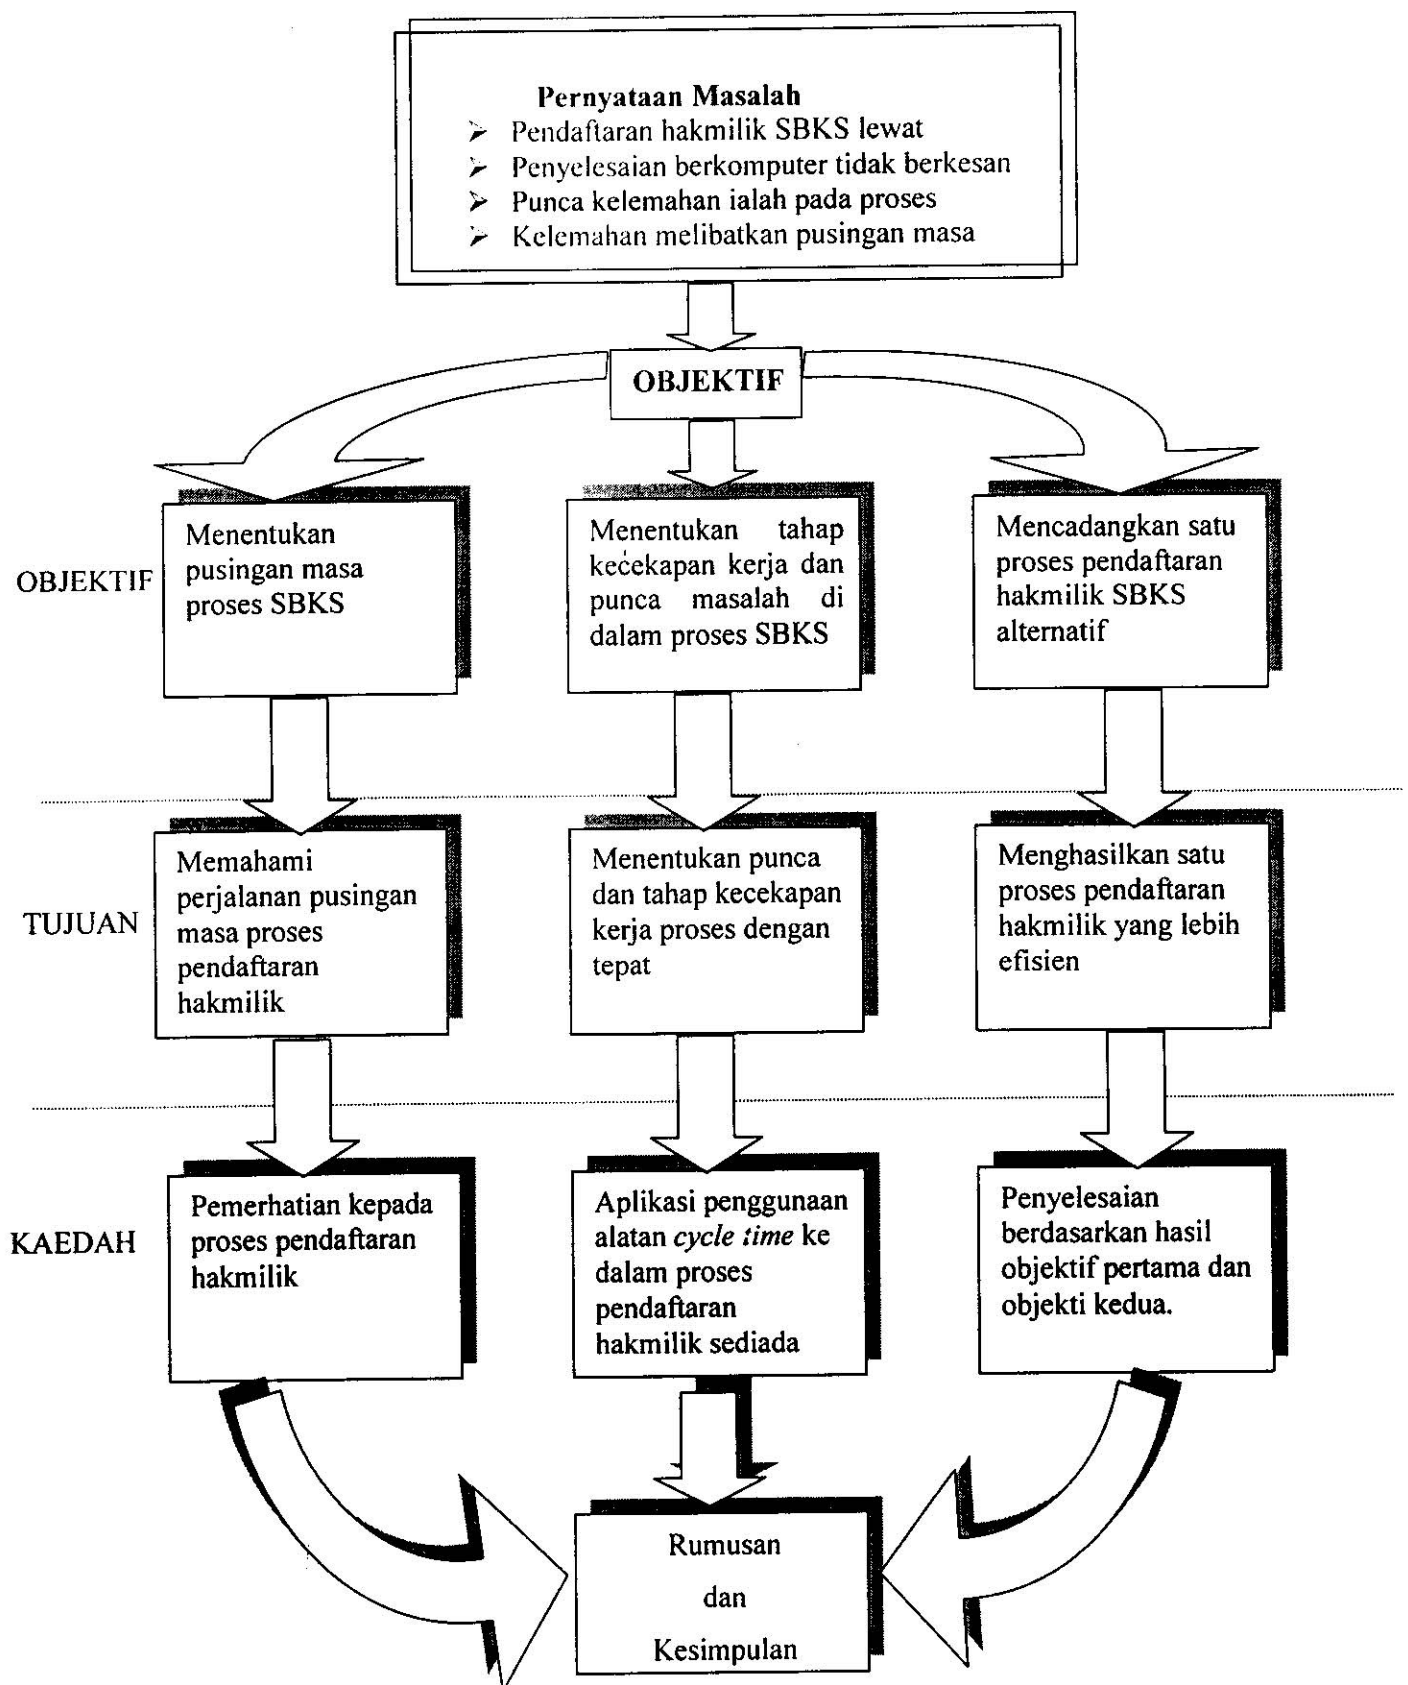 Pernyataan Masalah
➢ Pendaftaran hakmilik SBKS lewat
➢ Penyelesaian berkomputer tidak berkesan
➢ Punca kelemahan ialah pada proses
➢ Kelemahan melibatkan pusingan masa
OBJEKTIF
OBJEKTIF
Menentukan
pusingan masa
proses SBKS
Menentukan tahap
kecekapan kerja dan
punca masalah di
dalam proses SBKS
Mencadangkan satu
proses pendaftaran
hakmilik SBKS
alternatif
TUJUAN
Memahami
perjalanan pusingan
masa proses
pendaftaran
hakmilik
Menentukan punca
dan tahap kecekapan
kerja proses dengan
tepat
Menghasilkan satu
proses pendaftaran
hakmilik yang lebih
efisien
KAEDAH
Pemerhatian kepada
proses pendaftaran
hakmilik
Aplikasi penggunaan
alatan cycle time ke
dalam proses
pendaftaran
hakmilik sediada
Penyelesaian
berdasarkan hasil
objektif pertama dan
objekti kedua.
Rumusan
dan
Kesimpulan